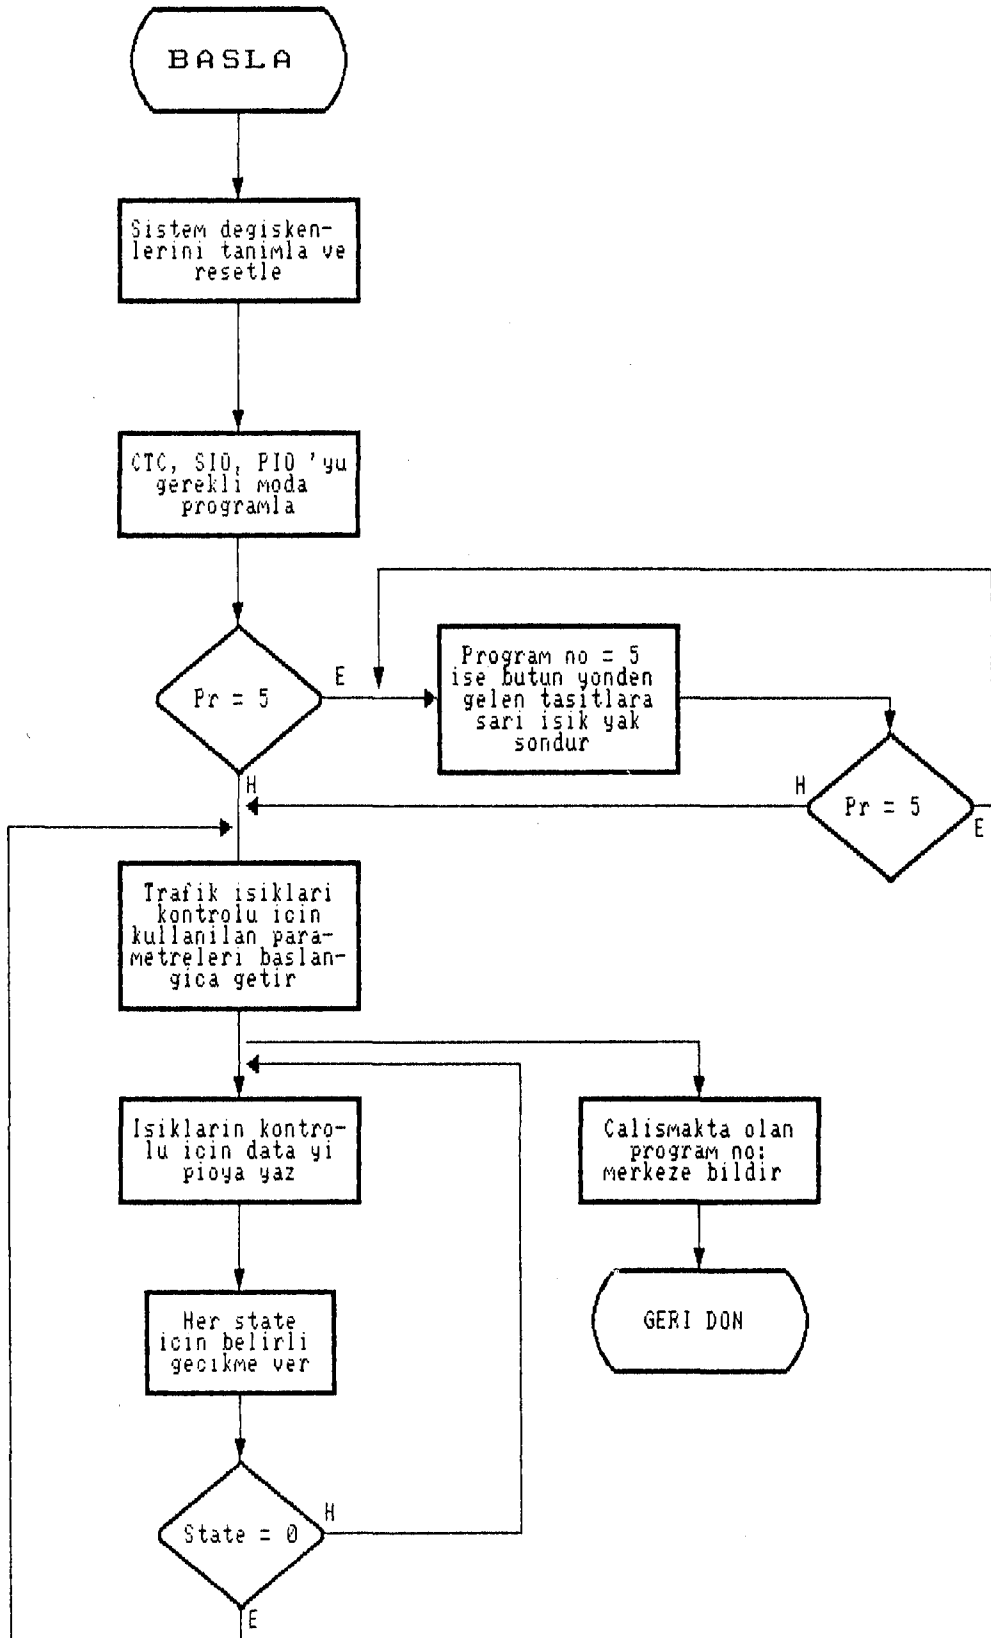 BASLA
Sistem degisken-
lerini tanimla ve
resetle
CTC, SIO, PIO 'yu
gerekli moda
programla
Pr = 5
E
H
Program no = 5
ise butun yonden
gelen tasitlara
sari isik yak
sondur
Pr = 5
H
E
Trafik isiklari
kontrolu icin
kullanilan para-
metreleri baslan-
gica getir
Isiklarin kontro-
lu icin data yi
pioya yaz
Calismakta olan
program no:
merkeze bildir
Her state
icin belirli
gecikme ver
GERI DON
State = 0
H
E